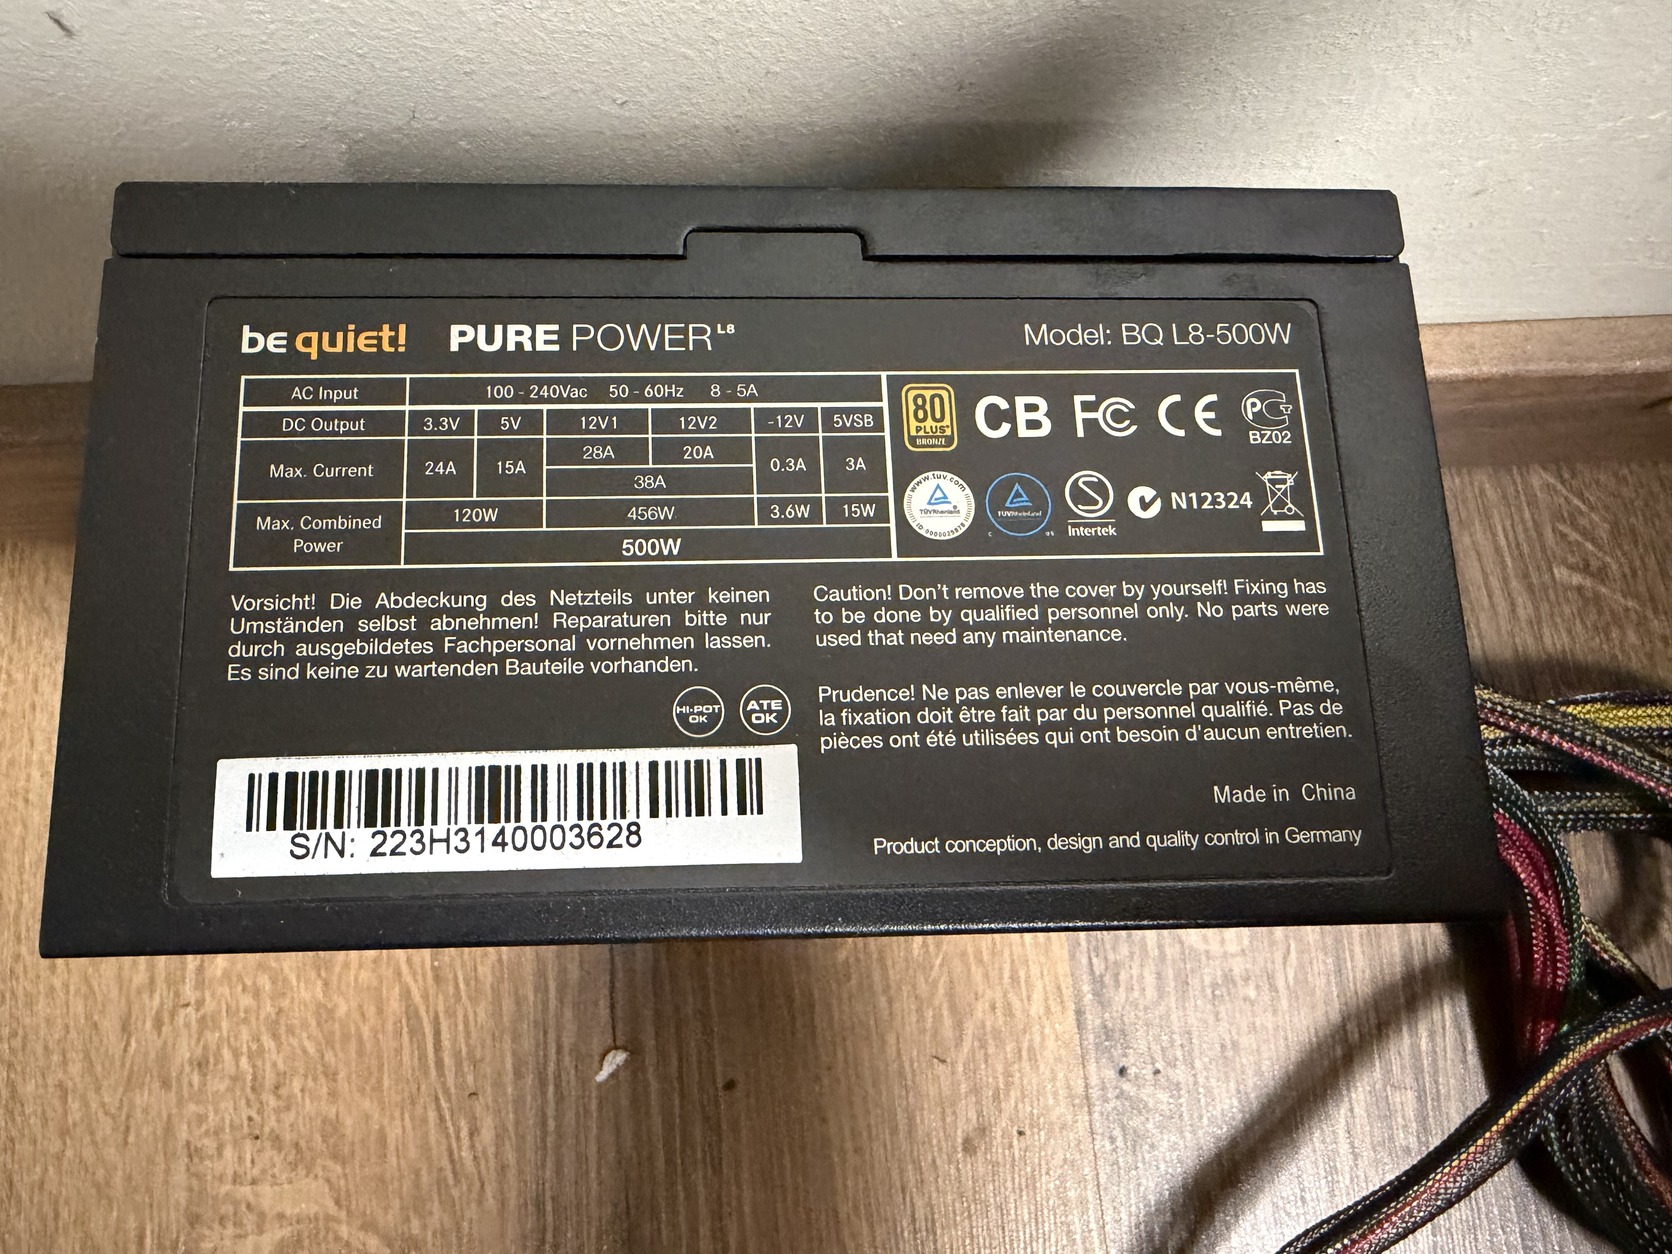 be quiet! PURE POWER L8
Model: BQ L8-500W
AC Input 100 - 240Vac 50 - 60Hz 8 - 5A
DC Output 3.3V 5V 12V1 12V2 -12V 5VSB
Max. Current 24A 15A 28A 20A 0.3A 3A
38A
Max. Combined Power 120W 456W 3.6W 15W
500W
80 PLUS BRONZE
CB FC CE PCT
BZ02
www.tuv.com
TÜVRheinland
TÜVRheinland
c us
Intertek
N12324
Vorsicht! Die Abdeckung des Netzteils unter keinen
Umständen selbst abnehmen! Reparaturen bitte nur
durch ausgebildetes Fachpersonal vornehmen lassen.
Es sind keine zu wartenden Bauteile vorhanden.
Caution! Don't remove the cover by yourself! Fixing has
to be done by qualified personnel only. No parts were
used that need any maintenance.
Prudence! Ne pas enlever le couvercle par vous-même,
la fixation doit être fait par du personnel qualifié. Pas de
pièces ont été utilisées qui ont besoin d'aucun entretien.
HI-POT OK
ATE OK
S/N: 223H3140003628
Made in China
Product conception, design and quality control in Germany